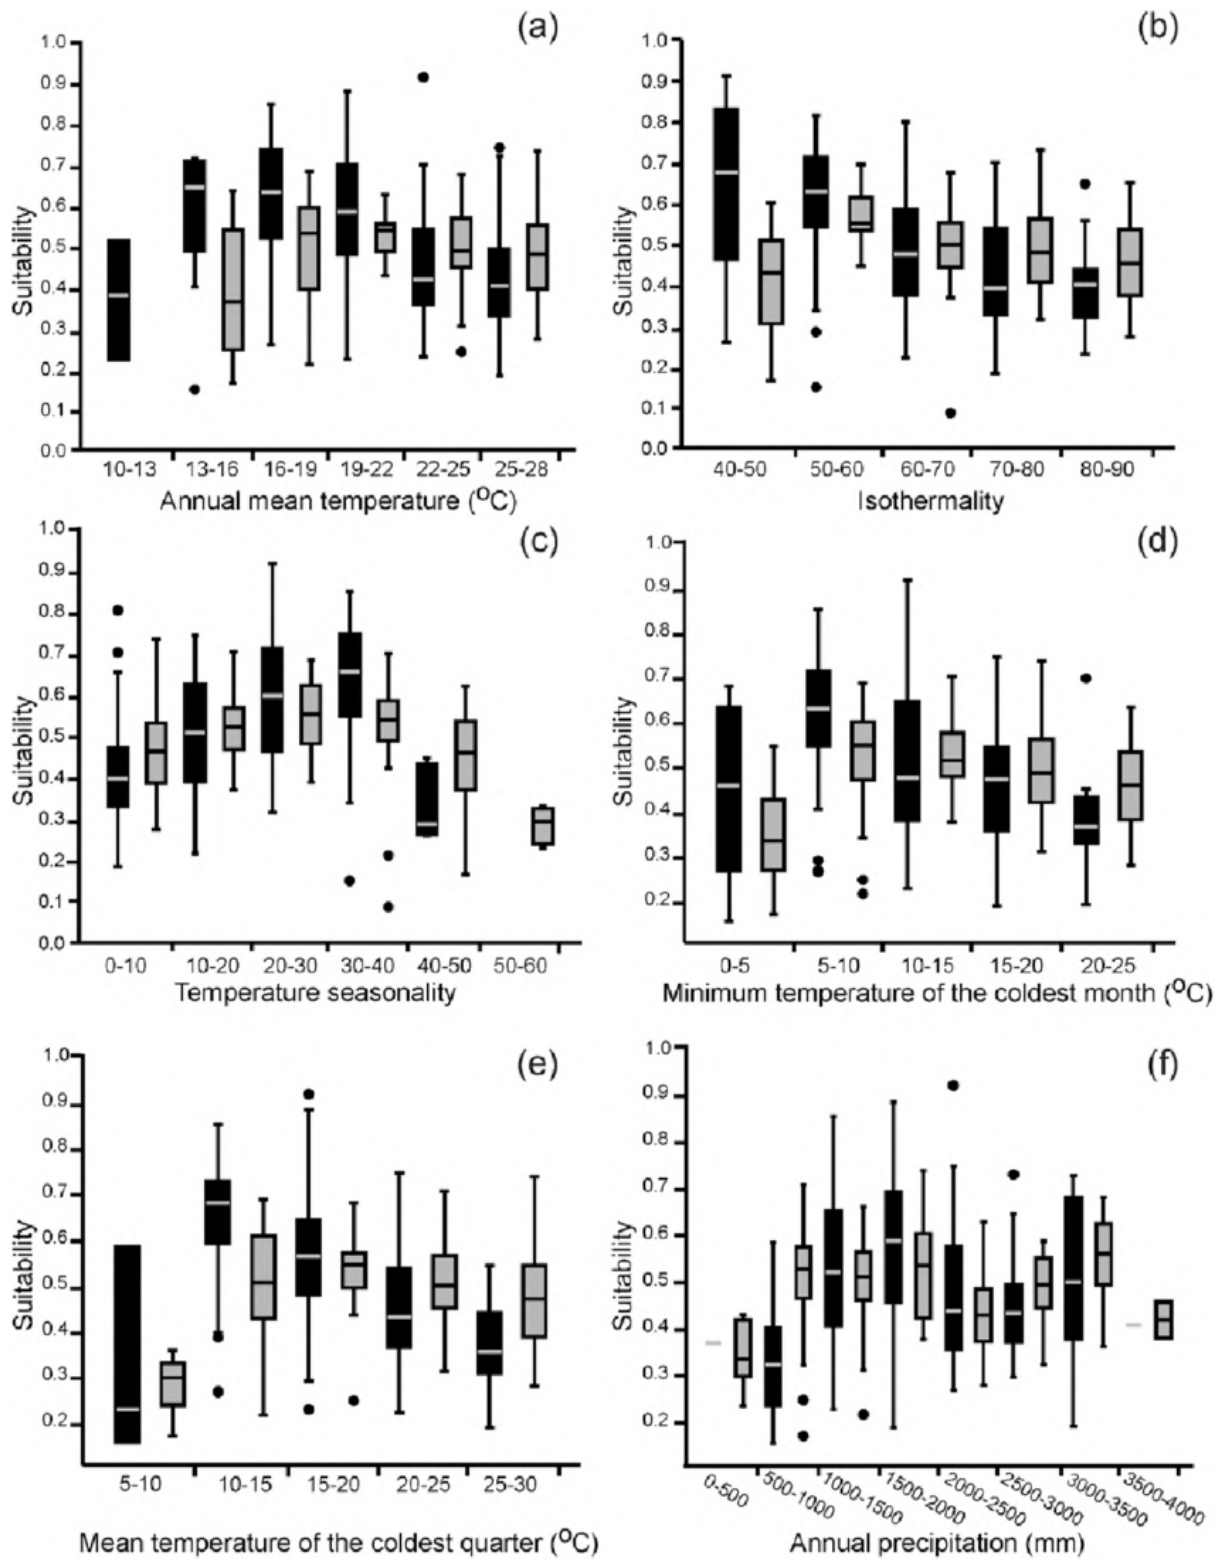 (a)
1.0
0.9
0.8
0.7
0.6
0.5
0.4
0.3
0.2
0.1
0.0
Suitability
10-13 13-16 16-19 19-22 22-25 25-28
Annual mean temperature (°C)
(b)
1.0
0.9
0.8
0.7
0.6
0.5
0.4
0.3
0.2
0.1
0.0
Suitability
40-50 50-60 60-70 70-80 80-90
Isothermality
(c)
1.0
0.9
0.8
0.7
0.6
0.5
0.4
0.3
0.2
0.1
0.0
Suitability
0-10 10-20 20-30 30-40 40-50 50-60
Temperature seasonality
(d)
1.0
0.9
0.8
0.7
0.6
0.5
0.4
0.3
0.2
Suitability
0-5 5-10 10-15 15-20 20-25
Minimum temperature of the coldest month (°C)
(e)
1.0
0.9
0.8
0.7
0.6
0.5
0.4
0.3
0.2
Suitability
5-10 10-15 15-20 20-25 25-30
Mean temperature of the coldest quarter (°C)
(f)
1.0
0.9
0.8
0.7
0.6
0.5
0.4
0.3
0.2
Suitability
0-500 500-1000 1000-1500 1500-2000 2000-2500 2500-3000 3000-3500 3500-4000
Annual precipitation (mm)